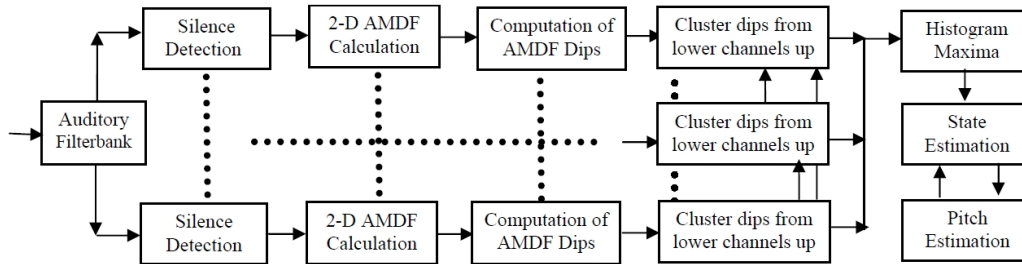 Silence
Detection
2-D AMDF
Calculation
Computation of
AMDF Dips
Cluster dips from
lower channels up
Histogram
Maxima
Auditory
Filterbank
Cluster dips from
lower channels up
State
Estimation
Silence
Detection
2-D AMDF
Calculation
Computation of
AMDF Dips
Cluster dips from
lower channels up
Pitch
Estimation